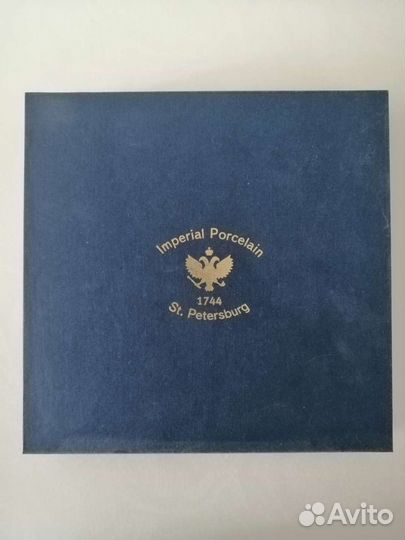 Imperial Porcelain
1744
St. Petersburg
Avito